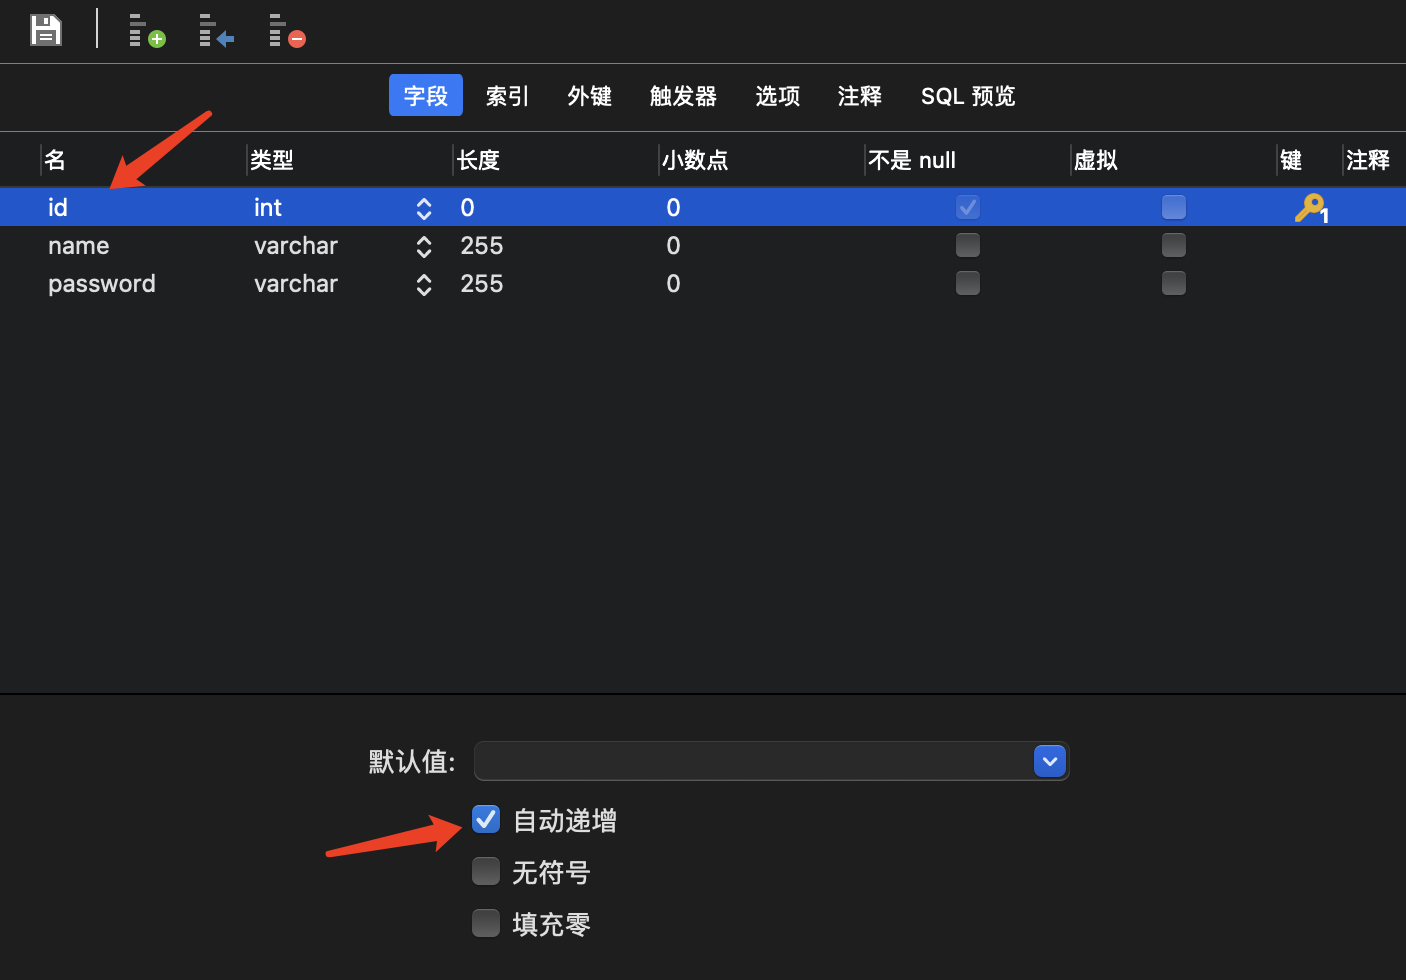 字段 索引 外键 触发器 选项 注释 SQL 预览
名 类型 长度 小数点 不是 null 虚拟 键 注释
id int 0 0 1
name varchar 255 0
password varchar 255 0
默认值:
自动递增
无符号
填充零